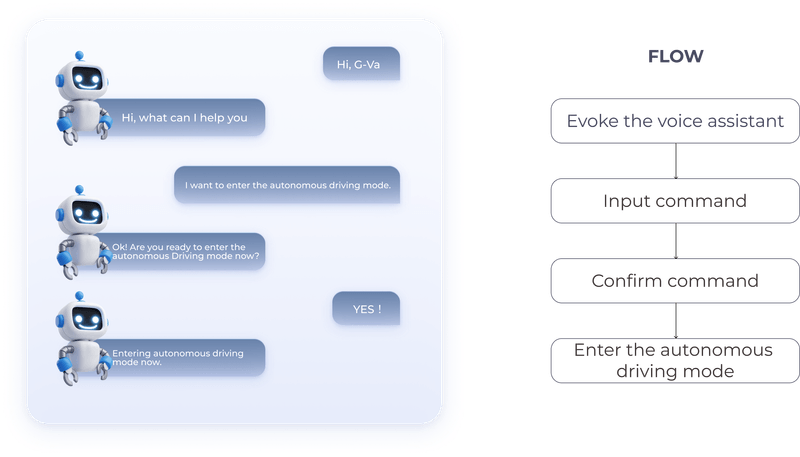 Hi, G-Va
Hi, what can I help you
I want to enter the autonomous driving mode.
Ok! Are you ready to enter the
autonomous Driving mode now?
YES！
Entering autonomous driving
mode now.
FLOW
Evoke the voice assistant
Input command
Confirm command
Enter the autonomous
driving mode